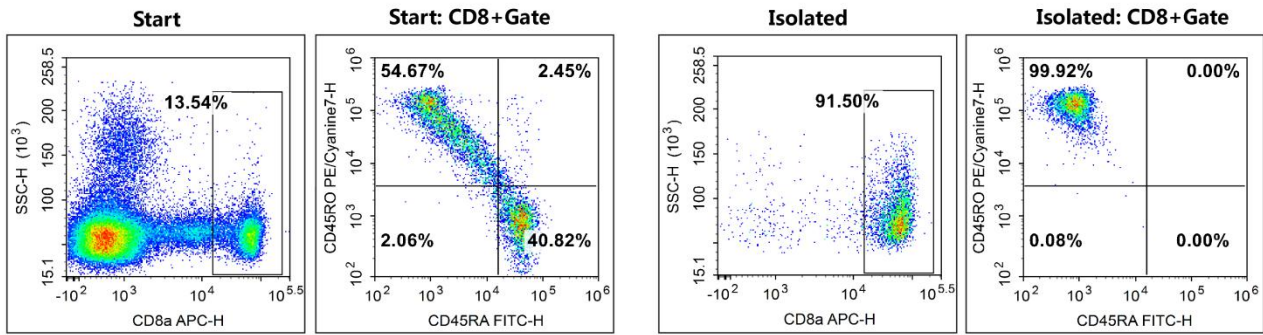 Start
Start: CD8+Gate
Isolated
Isolated: CD8+Gate
258.5
200
150
100
15.1
SSC-H (10³)
13.54%
-10² 10³ 10⁴ 10⁵·⁵
CD8a APC-H
10⁶
10⁵
10⁴
10³
10²
CD45RO PE/Cyanine7-H
54.67% 2.45%
2.06% 40.82%
10² 10³ 10⁴ 10⁵ 10⁶
CD45RA FITC-H
258.5
200
150
100
15.1
SSC-H (10³)
91.50%
-10² 10³ 10⁴ 10⁵·⁵
CD8a APC-H
10⁶
10⁵
10⁴
10³
10²
CD45RO PE/Cyanine7-H
99.92% 0.00%
0.08% 0.00%
10² 10³ 10⁴ 10⁵ 10⁶
CD45RA FITC-H